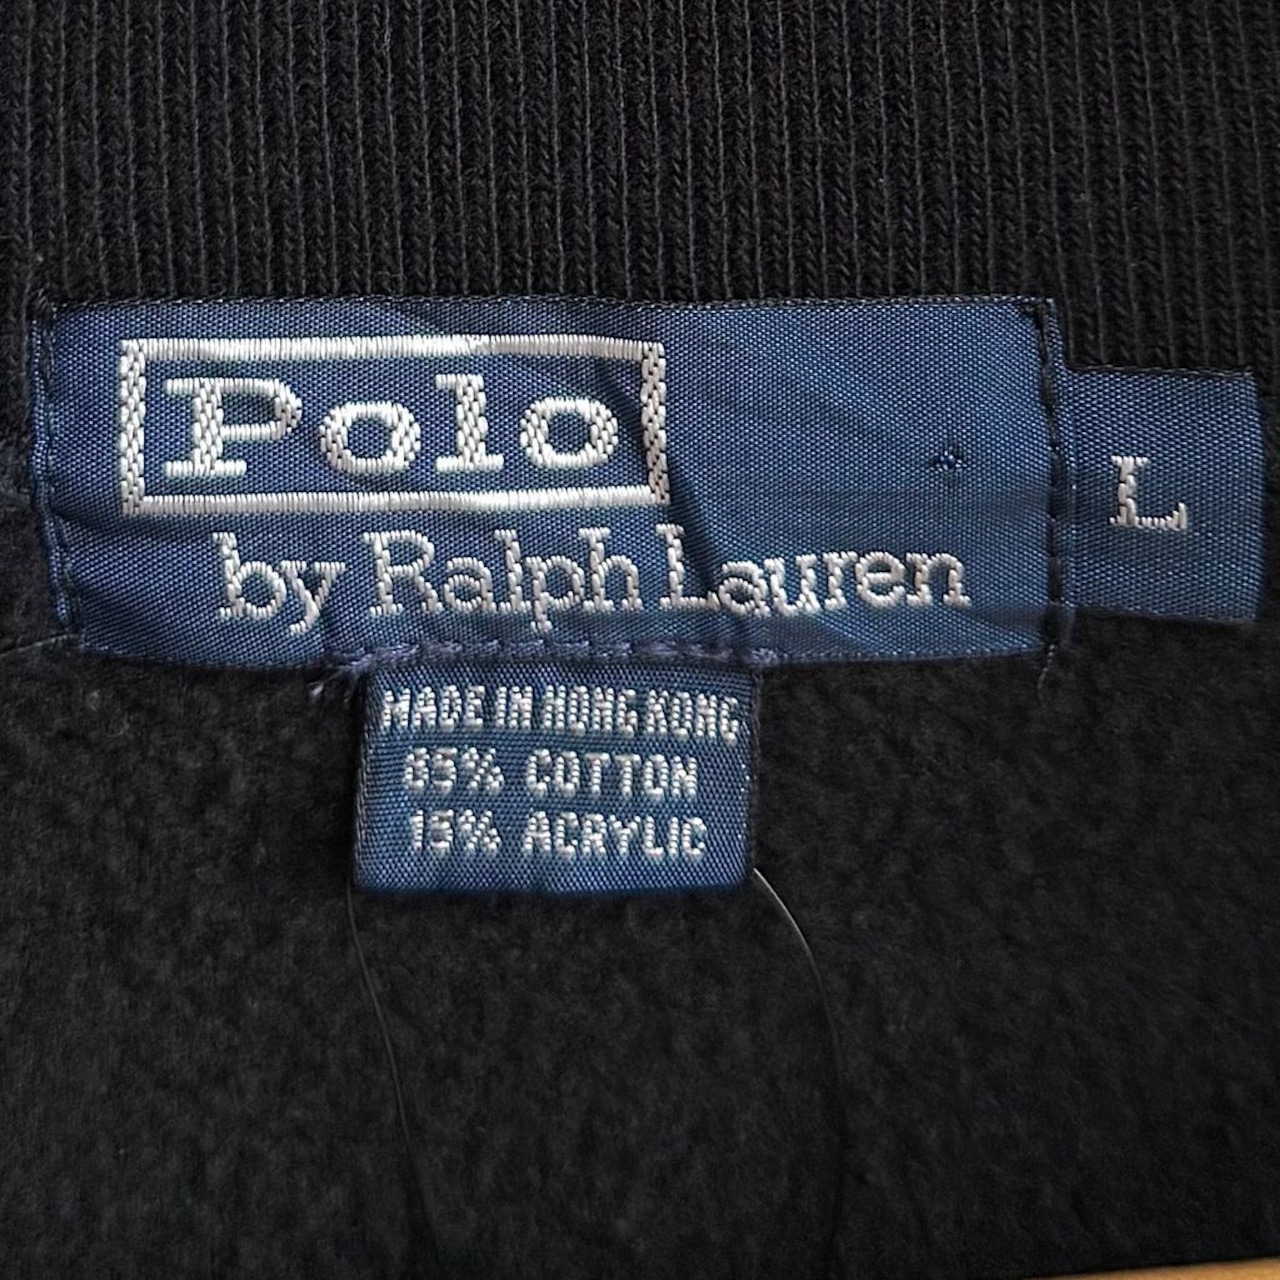 Polo
by Ralph Lauren
L
MADE IN HONG KONG
85% COTTON
15% ACRYLIC